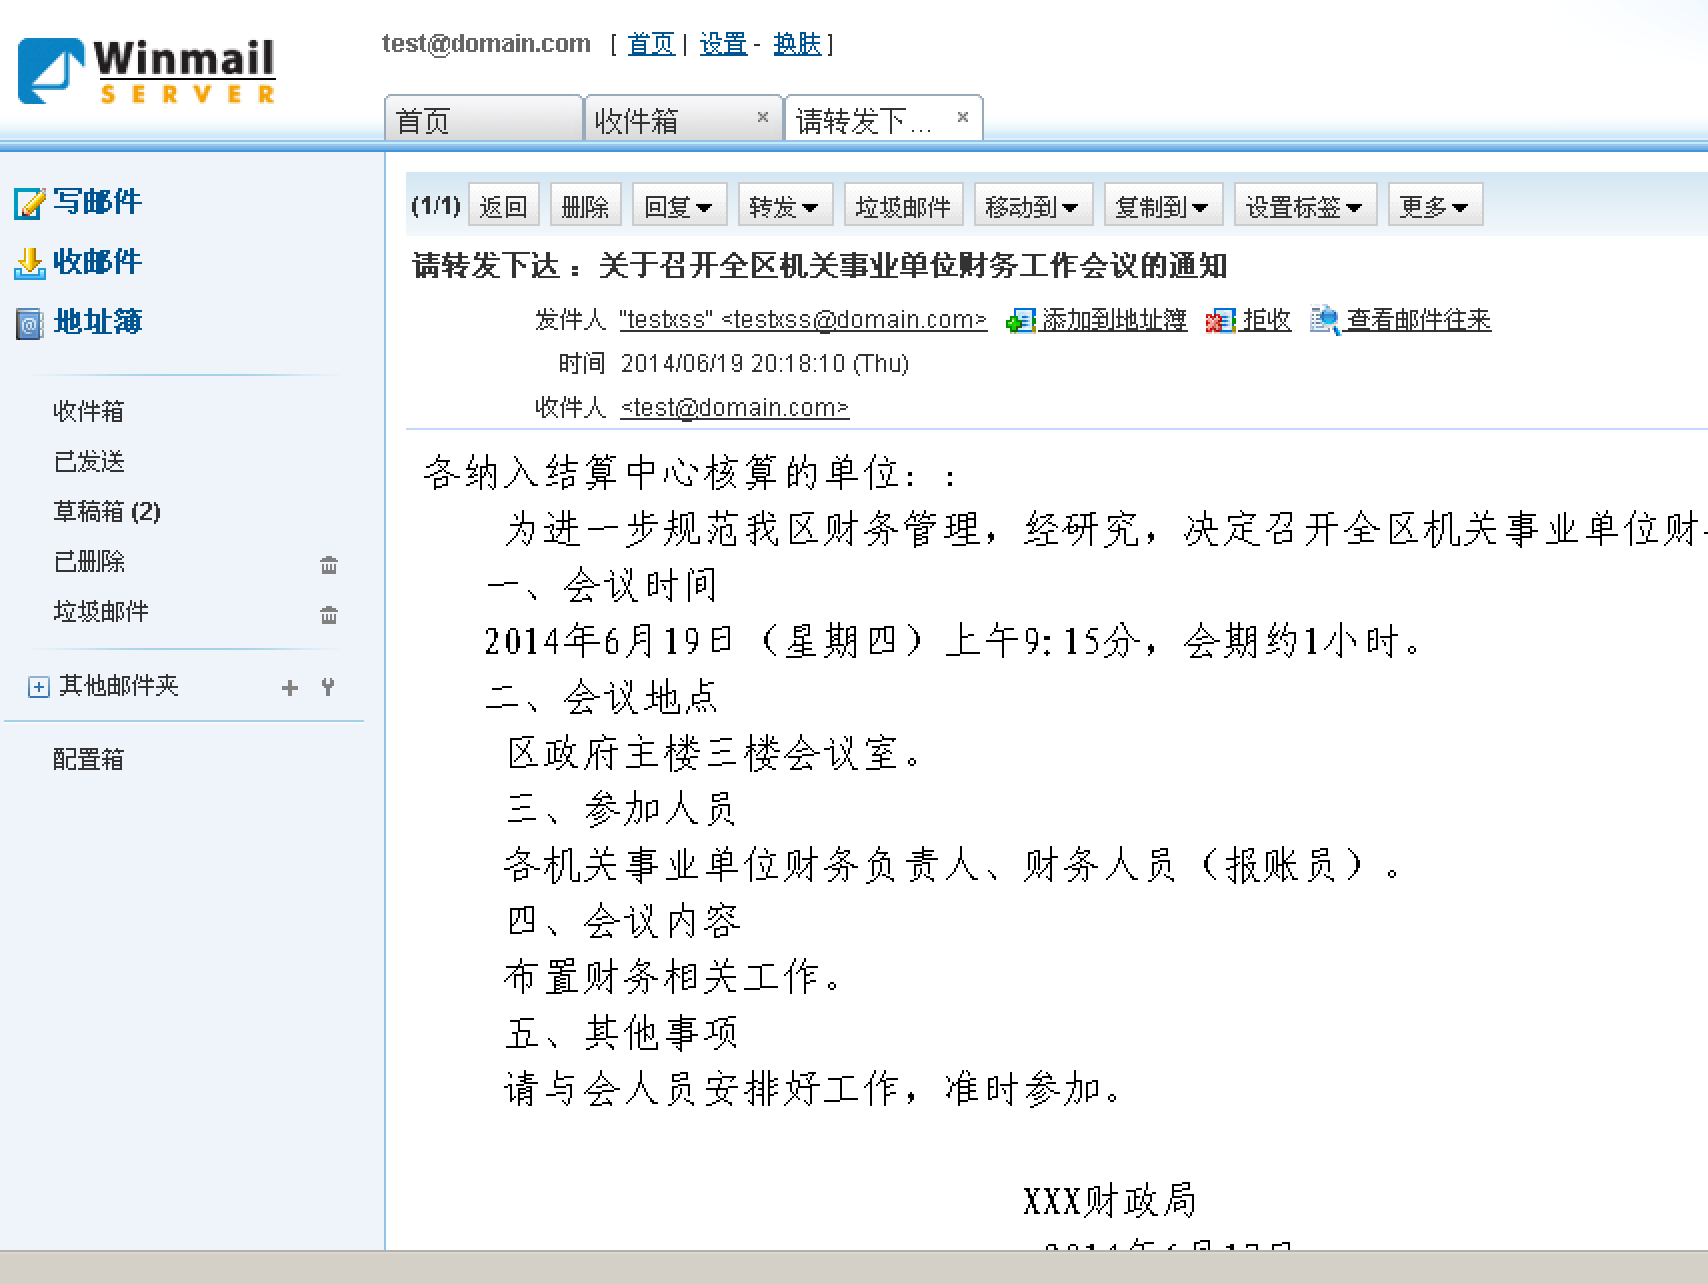 Winmail
SERVER
test@domain.com [ 首页 | 设置 - 换肤 ]
首页 收件箱 × 请转发下... ×
写邮件
收邮件
地址簿
收件箱
已发送
草稿箱 (2)
已删除
垃圾邮件
其他邮件夹
配置箱
(1/1) 返回 删除 回复 转发 垃圾邮件 移动到 复制到 设置标签 更多
请转发下达 : 关于召开全区机关事业单位财务工作会议的通知
发件人 "testxss" <testxss@domain.com> 添加到地址簿 拒收 查看邮件往来
时间 2014/06/19 20:18:10 (Thu)
收件人 <test@domain.com>
各纳入结算中心核算的单位：：
为进一步规范我区财务管理，经研究，决定召开全区机关事业单位财
一、会议时间
2014年6月19日（星期四）上午9:15分，会期约1小时。
二、会议地点
区政府主楼三楼会议室。
三、参加人员
各机关事业单位财务负责人、财务人员（报账员）。
四、会议内容
布置财务相关工作。
五、其他事项
请与会人员安排好工作，准时参加。
XXX财政局